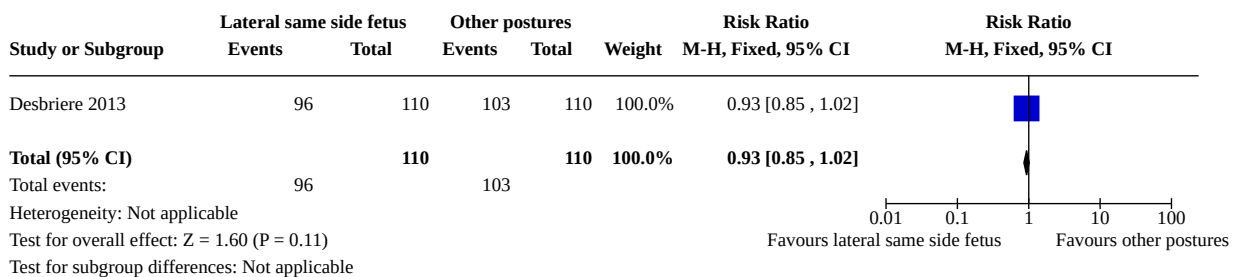 Lateral same side fetus Other postures Risk Ratio Risk Ratio
Study or Subgroup Events Total Events Total Weight M-H, Fixed, 95% CI M-H, Fixed, 95% CI
Desbriere 2013 96 110 103 110 100.0% 0.93 [0.85 , 1.02]
Total (95% CI) 110 110 100.0% 0.93 [0.85 , 1.02]
Total events: 96 103
Heterogeneity: Not applicable
0.01 0.1 1 10 100
Test for overall effect: Z = 1.60 (P = 0.11) Favours lateral same side fetus Favours other postures
Test for subgroup differences: Not applicable